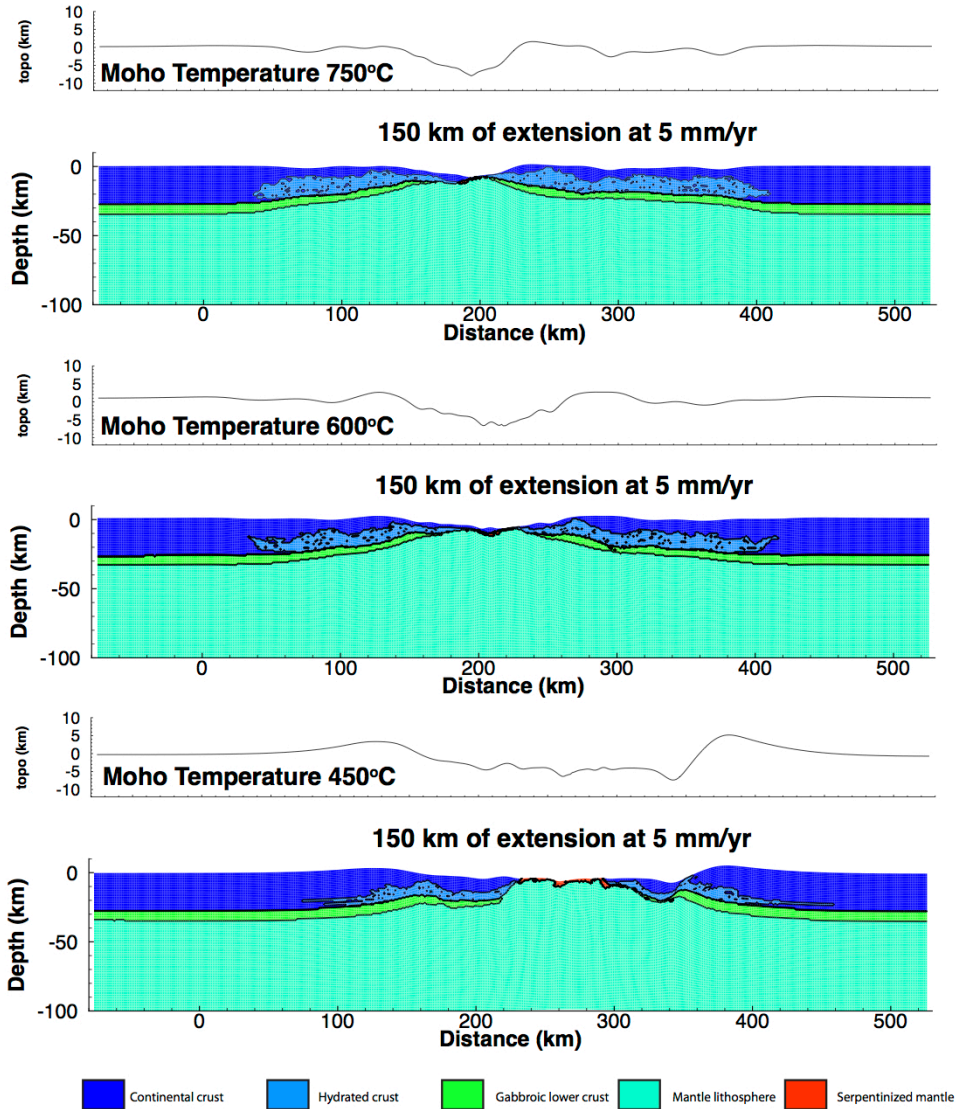 10
5
0
-5
-10
topo (km)
Moho Temperature 750ºC
150 km of extension at 5 mm/yr
0
-50
-100
Depth (km)
0 100 200 300 400 500
Distance (km)
10
5
0
-5
-10
topo (km)
Moho Temperature 600ºC
150 km of extension at 5 mm/yr
0
-50
-100
Depth (km)
0 100 200 300 400 500
Distance (km)
10
5
0
-5
-10
topo (km)
Moho Temperature 450ºC
150 km of extension at 5 mm/yr
0
-50
-100
Depth (km)
0 100 200 300 400 500
Distance (km)
Continental crust Hydrated crust Gabbroic lower crust Mantle lithosphere Serpentinized mantle